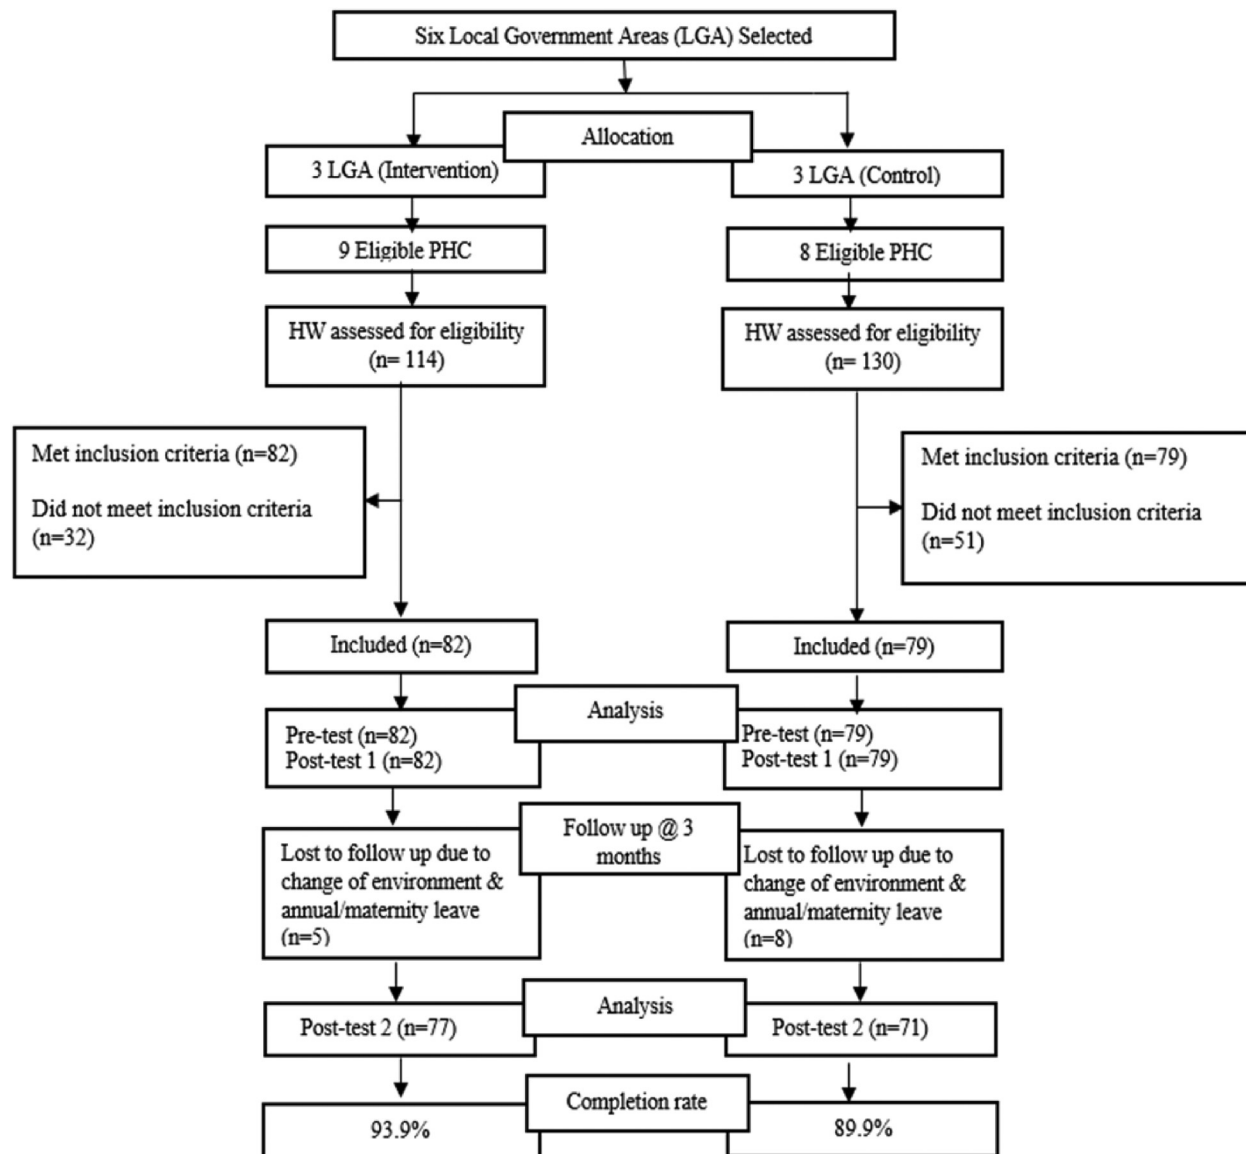 Six Local Government Areas (LGA) Selected
Allocation
3 LGA (Intervention)
3 LGA (Control)
9 Eligible PHC
8 Eligible PHC
HW assessed for eligibility
(n= 114)
HW assessed for eligibility
(n= 130)
Met inclusion criteria (n=82)
Did not meet inclusion criteria
(n=32)
Met inclusion criteria (n=79)
Did not meet inclusion criteria
(n=51)
Included (n=82)
Included (n=79)
Analysis
Pre-test (n=82)
Post-test 1 (n=82)
Pre-test (n=79)
Post-test 1 (n=79)
Follow up @ 3
months
Lost to follow up due to
change of environment &
annual/maternity leave
(n=5)
Lost to follow up due to
change of environment &
annual/maternity leave
(n=8)
Analysis
Post-test 2 (n=77)
Post-test 2 (n=71)
Completion rate
93.9%
89.9%